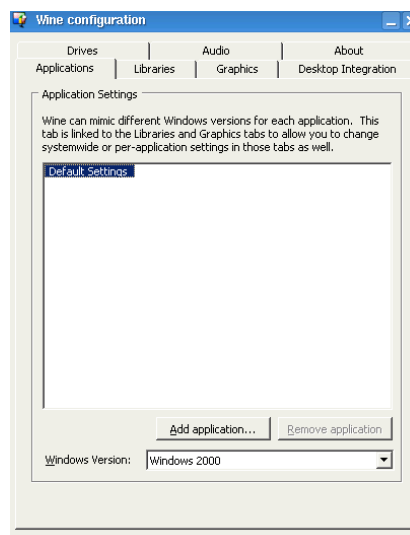 Wine configuration
Drives Audio About
Applications Libraries Graphics Desktop Integration
Application Settings
Wine can mimic different Windows versions for each application. This
tab is linked to the Libraries and Graphics tabs to allow you to change
systemwide or per-application settings in those tabs as well.
Default Settings
Add application... Remove application
Windows Version: Windows 2000